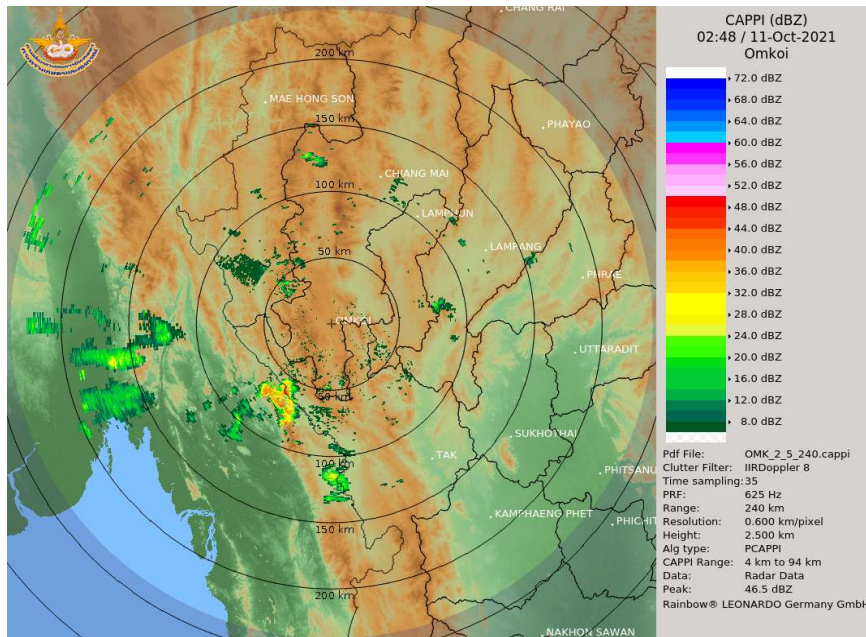 CHANG RAI
200 km
MAE HONG SON
150 km
PHAYAO
CHIANG MAI
100 km
LAMPHUN
LAMPANG
50 km
PHRAE
OMKOI
UTTARADIT
50 km
SUKHOTHAI
TAK
100 km
PHITSANU
KAMPHAENG PHET
PHICHIT
150 km
200 km
NAKHON SAWAN
CAPPI (dBZ)
02:48 / 11-Oct-2021
Omkoi
72.0 dBZ
68.0 dBZ
64.0 dBZ
60.0 dBZ
56.0 dBZ
52.0 dBZ
48.0 dBZ
44.0 dBZ
40.0 dBZ
36.0 dBZ
32.0 dBZ
28.0 dBZ
24.0 dBZ
20.0 dBZ
16.0 dBZ
12.0 dBZ
8.0 dBZ
Pdf File: OMK_2_5_240.cappi
Clutter Filter: IIRDoppler 8
Time sampling: 35
PRF: 625 Hz
Range: 240 km
Resolution: 0.600 km/pixel
Height: 2.500 km
Alg type: PCAPPI
CAPPI Range: 4 km to 94 km
Data: Radar Data
Peak: 46.5 dBZ
Rainbow® LEONARDO Germany GmbH